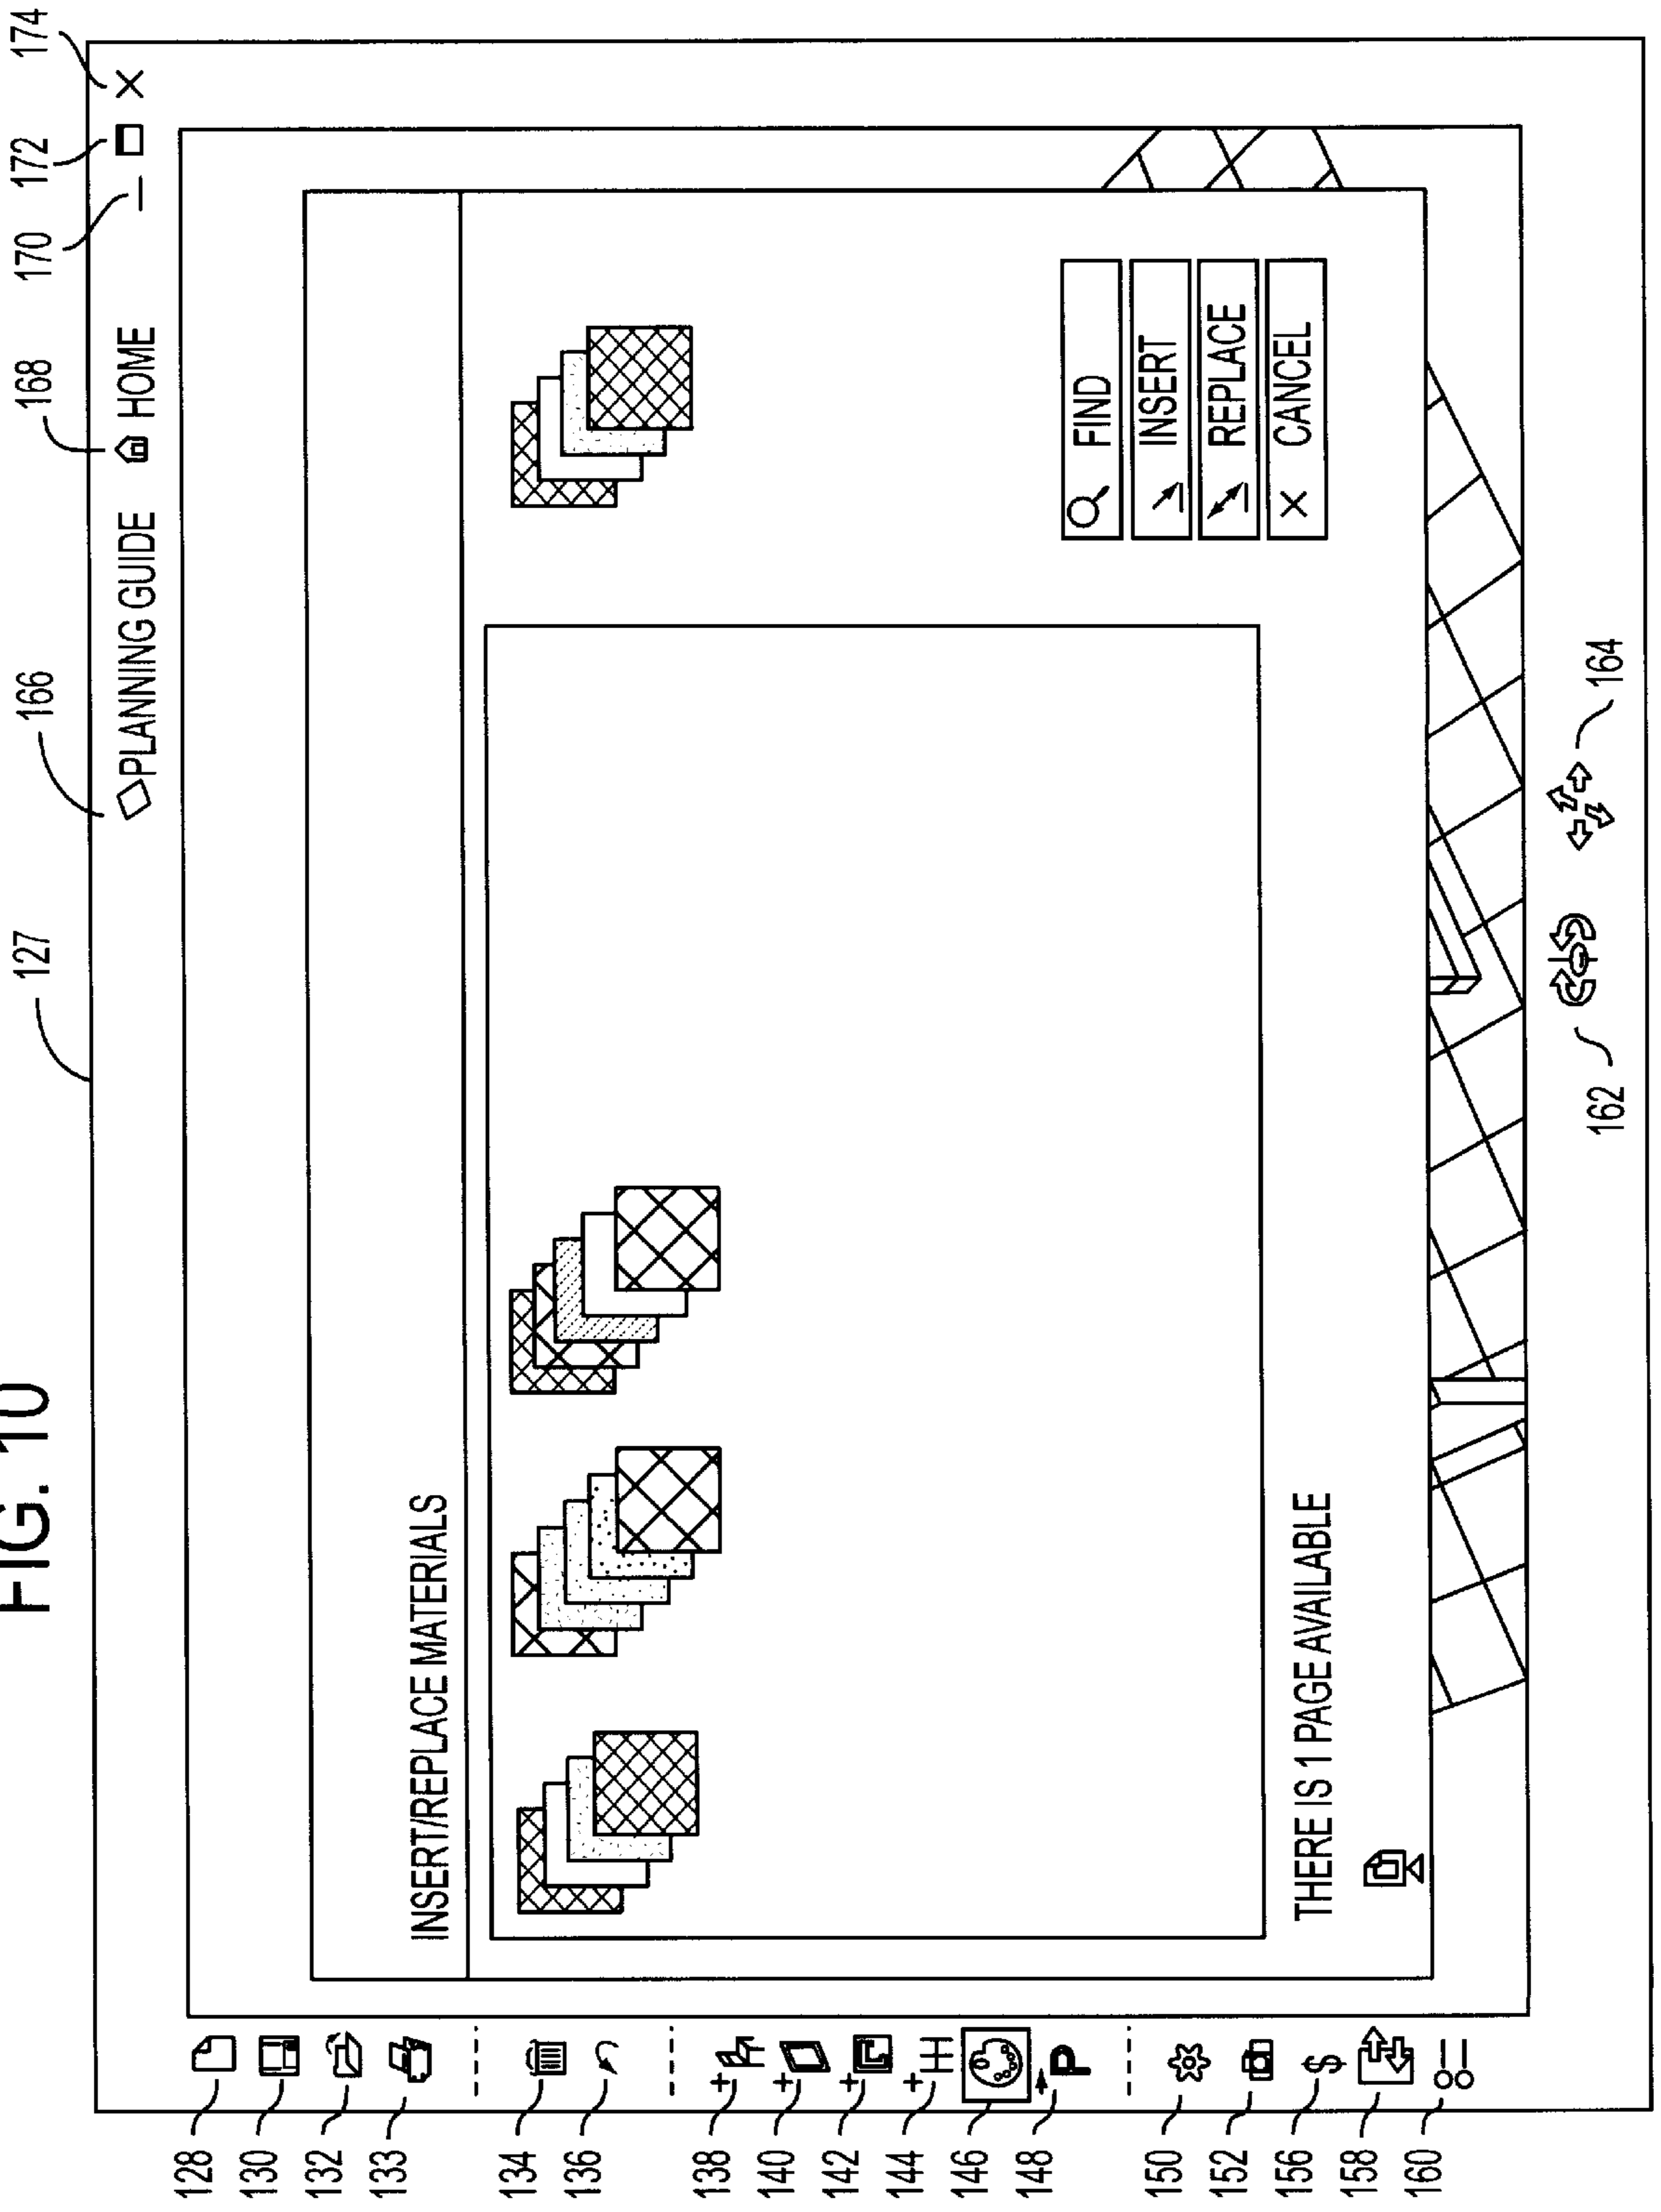 FIG. 10
127
166
168
170
172
174
PLANNING GUIDE
HOME
INSERT/REPLACE MATERIALS
FIND
INSERT
REPLACE
CANCEL
THERE IS 1 PAGE AVAILABLE
128
130
132
133
134
136
138
140
142
144
146
148
P
150
152
156
$
158
160
162
164